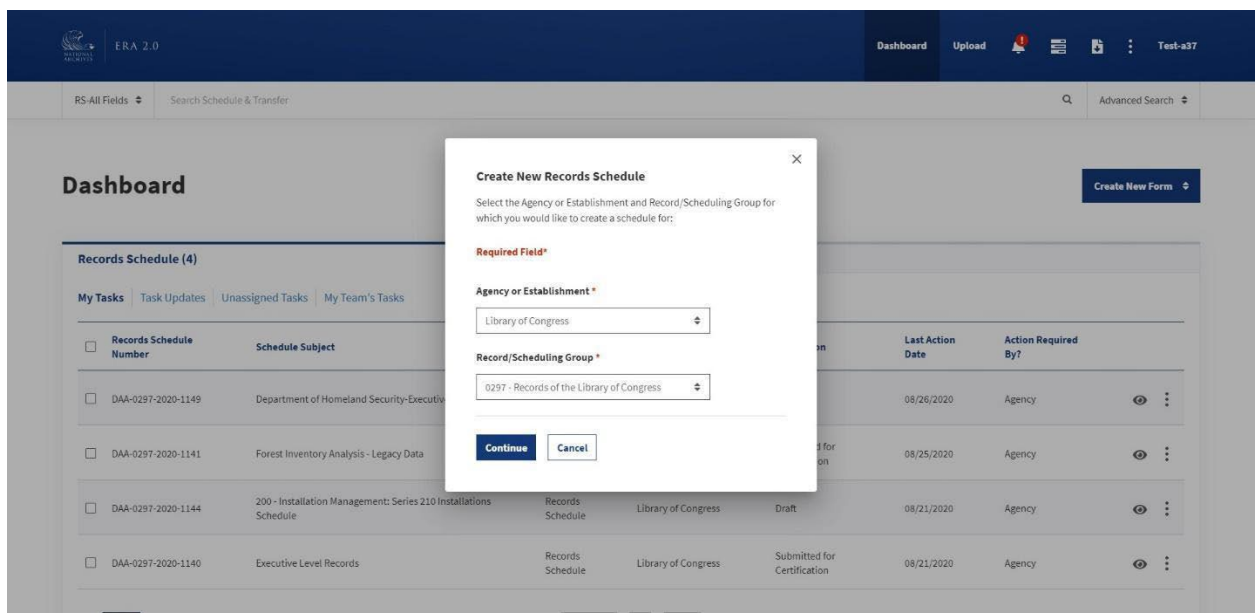 NATIONAL
ARCHIVES
ERA 2.0
Dashboard
Upload
Test-a37
RS-All Fields
Search Schedule & Transfer
Advanced Search
Create New Records Schedule
Select the Agency or Establishment and Record/Scheduling Group for
which you would like to create a schedule for:
Required Field*
Agency or Establishment *
Library of Congress
Record/Scheduling Group *
0297 - Records of the Library of Congress
Continue
Cancel
Dashboard
Create New Form
Records Schedule (4)
My Tasks
Task Updates
Unassigned Tasks
My Team's Tasks
Records Schedule
Number
Schedule Subject
Last Action
Date
Action Required
By?
DAA-0297-2020-1149
Department of Homeland Security-Executiv
08/26/2020
Agency
DAA-0297-2020-1141
Forest Inventory Analysis - Legacy Data
d for
on
08/25/2020
Agency
DAA-0297-2020-1144
200 - Installation Management: Series 210 Installations
Schedule
Records
Schedule
Library of Congress
Draft
08/21/2020
Agency
DAA-0297-2020-1140
Executive Level Records
Records
Schedule
Library of Congress
Submitted for
Certification
08/21/2020
Agency